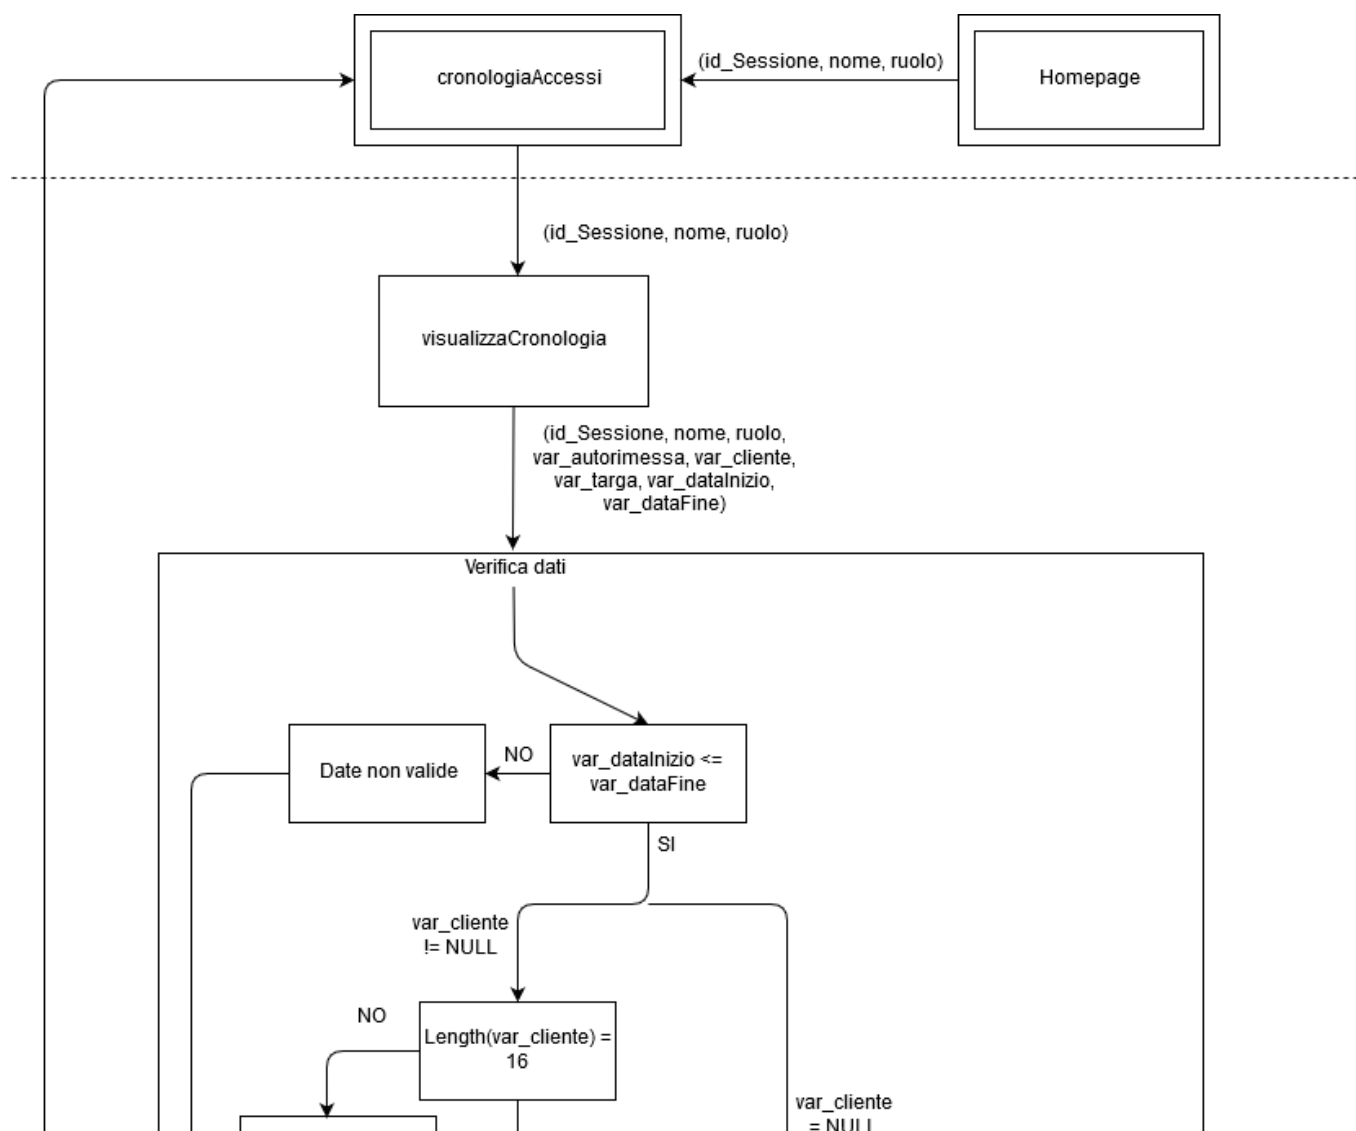 cronologiaAccessi
(id_Sessione, nome, ruolo)
Homepage
(id_Sessione, nome, ruolo)
visualizzaCronologia
(id_Sessione, nome, ruolo,
var_autorimessa, var_cliente,
var_targa, var_dataInizio,
var_dataFine)
Verifica dati
Date non valide
NO
var_dataInizio <=
var_dataFine
SI
var_cliente
!= NULL
NO
Length(var_cliente) =
16
var_cliente
= NULL